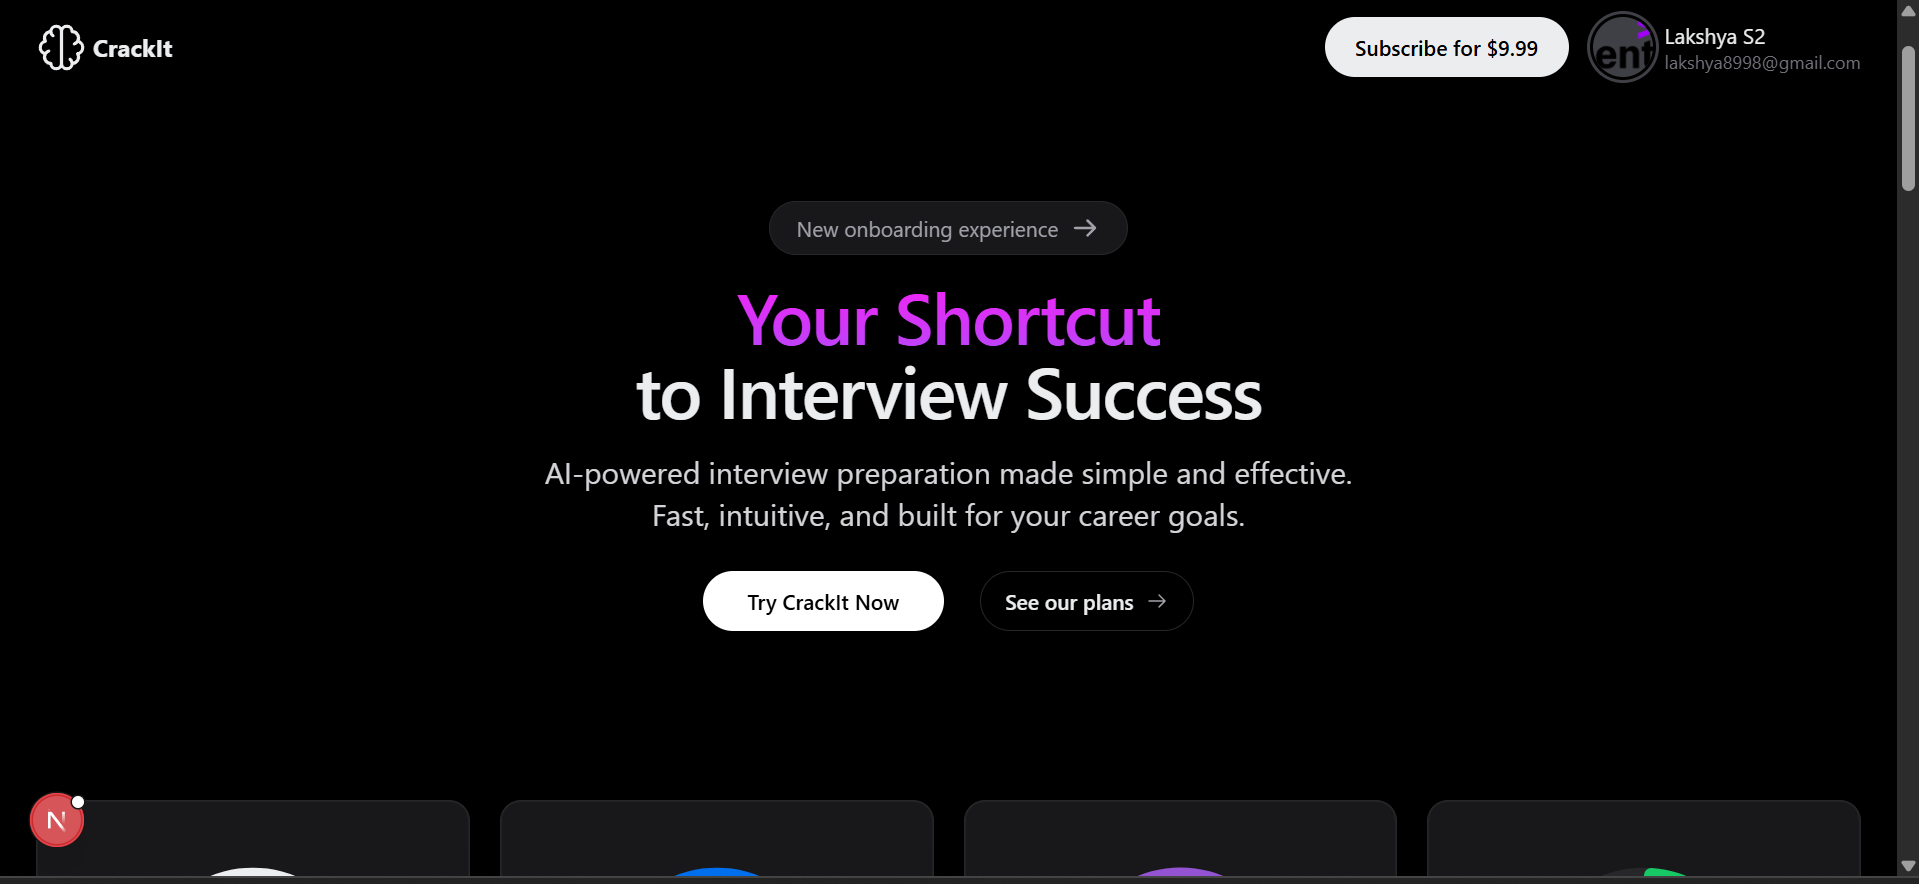 CrackIt
Subscribe for $9.99
ent
Lakshya S2
lakshya8998@gmail.com
New onboarding experience →
Your Shortcut
to Interview Success
AI-powered interview preparation made simple and effective.
Fast, intuitive, and built for your career goals.
Try CrackIt Now
See our plans →
N